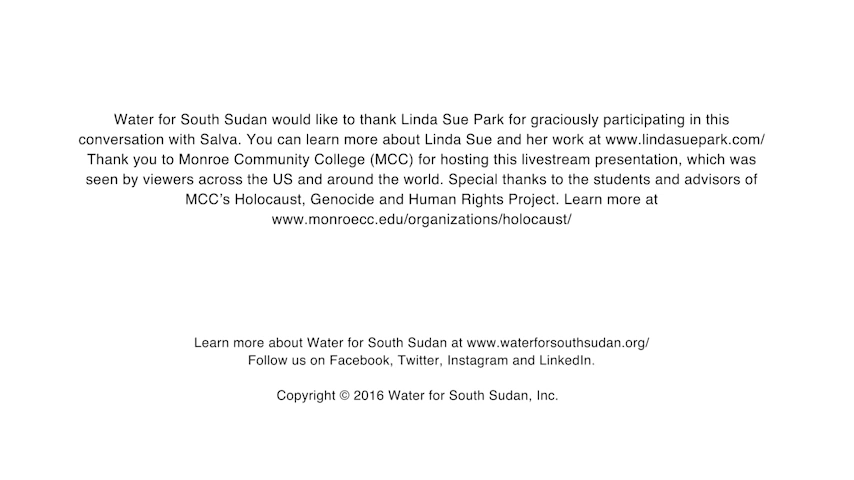 Water for South Sudan would like to thank Linda Sue Park for graciously participating in this
conversation with Salva. You can learn more about Linda Sue and her work at www.lindasuepark.com/
Thank you to Monroe Community College (MCC) for hosting this livestream presentation, which was
seen by viewers across the US and around the world. Special thanks to the students and advisors of
MCC's Holocaust, Genocide and Human Rights Project. Learn more at
www.monroecc.edu/organizations/holocaust/
Learn more about Water for South Sudan at www.waterforsouthsudan.org/
Follow us on Facebook, Twitter, Instagram and LinkedIn.
Copyright © 2016 Water for South Sudan, Inc.